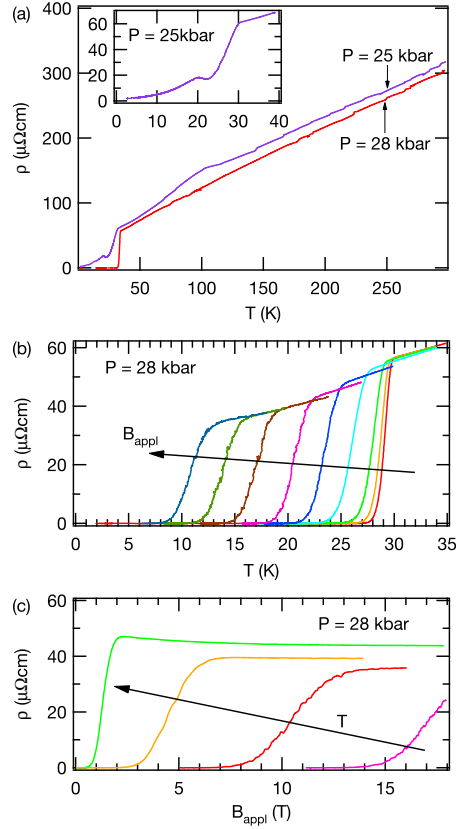 (a)
60
40
20
0
P = 25kbar
0 10 20 30 40
400
300
200
100
0
ρ (μΩcm)
P = 25 kbar
P = 28 kbar
50 100 150 200 250
T (K)
(b)
60
40
20
0
ρ (μΩcm)
P = 28 kbar
Bappl
0 5 10 15 20 25 30 35
T (K)
(c)
60
40
20
0
ρ (μΩcm)
P = 28 kbar
T
0 5 10 15
Bappl (T)